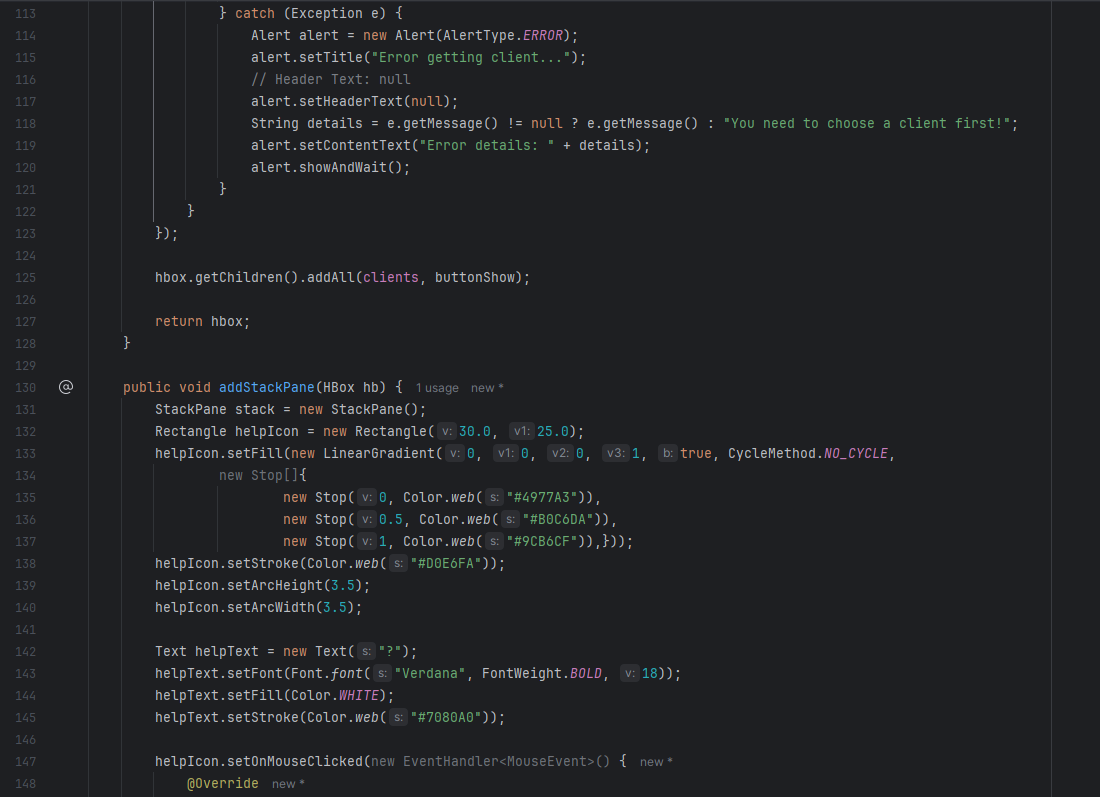 113 } catch (Exception e) {
114 Alert alert = new Alert(AlertType.ERROR);
115 alert.setTitle("Error getting client...");
116 // Header Text: null
117 alert.setHeaderText(null);
118 String details = e.getMessage() != null ? e.getMessage() : "You need to choose a client first!";
119 alert.setContentText("Error details: " + details);
120 alert.showAndWait();
121 }
122 }
123 });
124
125 hbox.getChildren().addAll(clients, buttonShow);
126
127 return hbox;
128 }
129
130 @ public void addStackPane(HBox hb) { 1 usage new *
131 StackPane stack = new StackPane();
132 Rectangle helpIcon = new Rectangle( v: 30.0, v1: 25.0);
133 helpIcon.setFill(new LinearGradient( v: 0, v1: 0, v2: 0, v3: 1, b: true, CycleMethod.NO_CYCLE,
134 new Stop[]{
135 new Stop( v: 0, Color.web( s: "#4977A3")),
136 new Stop( v: 0.5, Color.web( s: "#B0C6DA")),
137 new Stop( v: 1, Color.web( s: "#9CB6CF")),}));
138 helpIcon.setStroke(Color.web( s: "#D0E6FA"));
139 helpIcon.setArcHeight(3.5);
140 helpIcon.setArcWidth(3.5);
141
142 Text helpText = new Text( s: "?");
143 helpText.setFont(Font.font( s: "Verdana", FontWeight.BOLD, v: 18));
144 helpText.setFill(Color.WHITE);
145 helpText.setStroke(Color.web( s: "#7080A0"));
146
147 helpIcon.setOnMouseClicked(new EventHandler<MouseEvent>() { new *
148 @Override new *